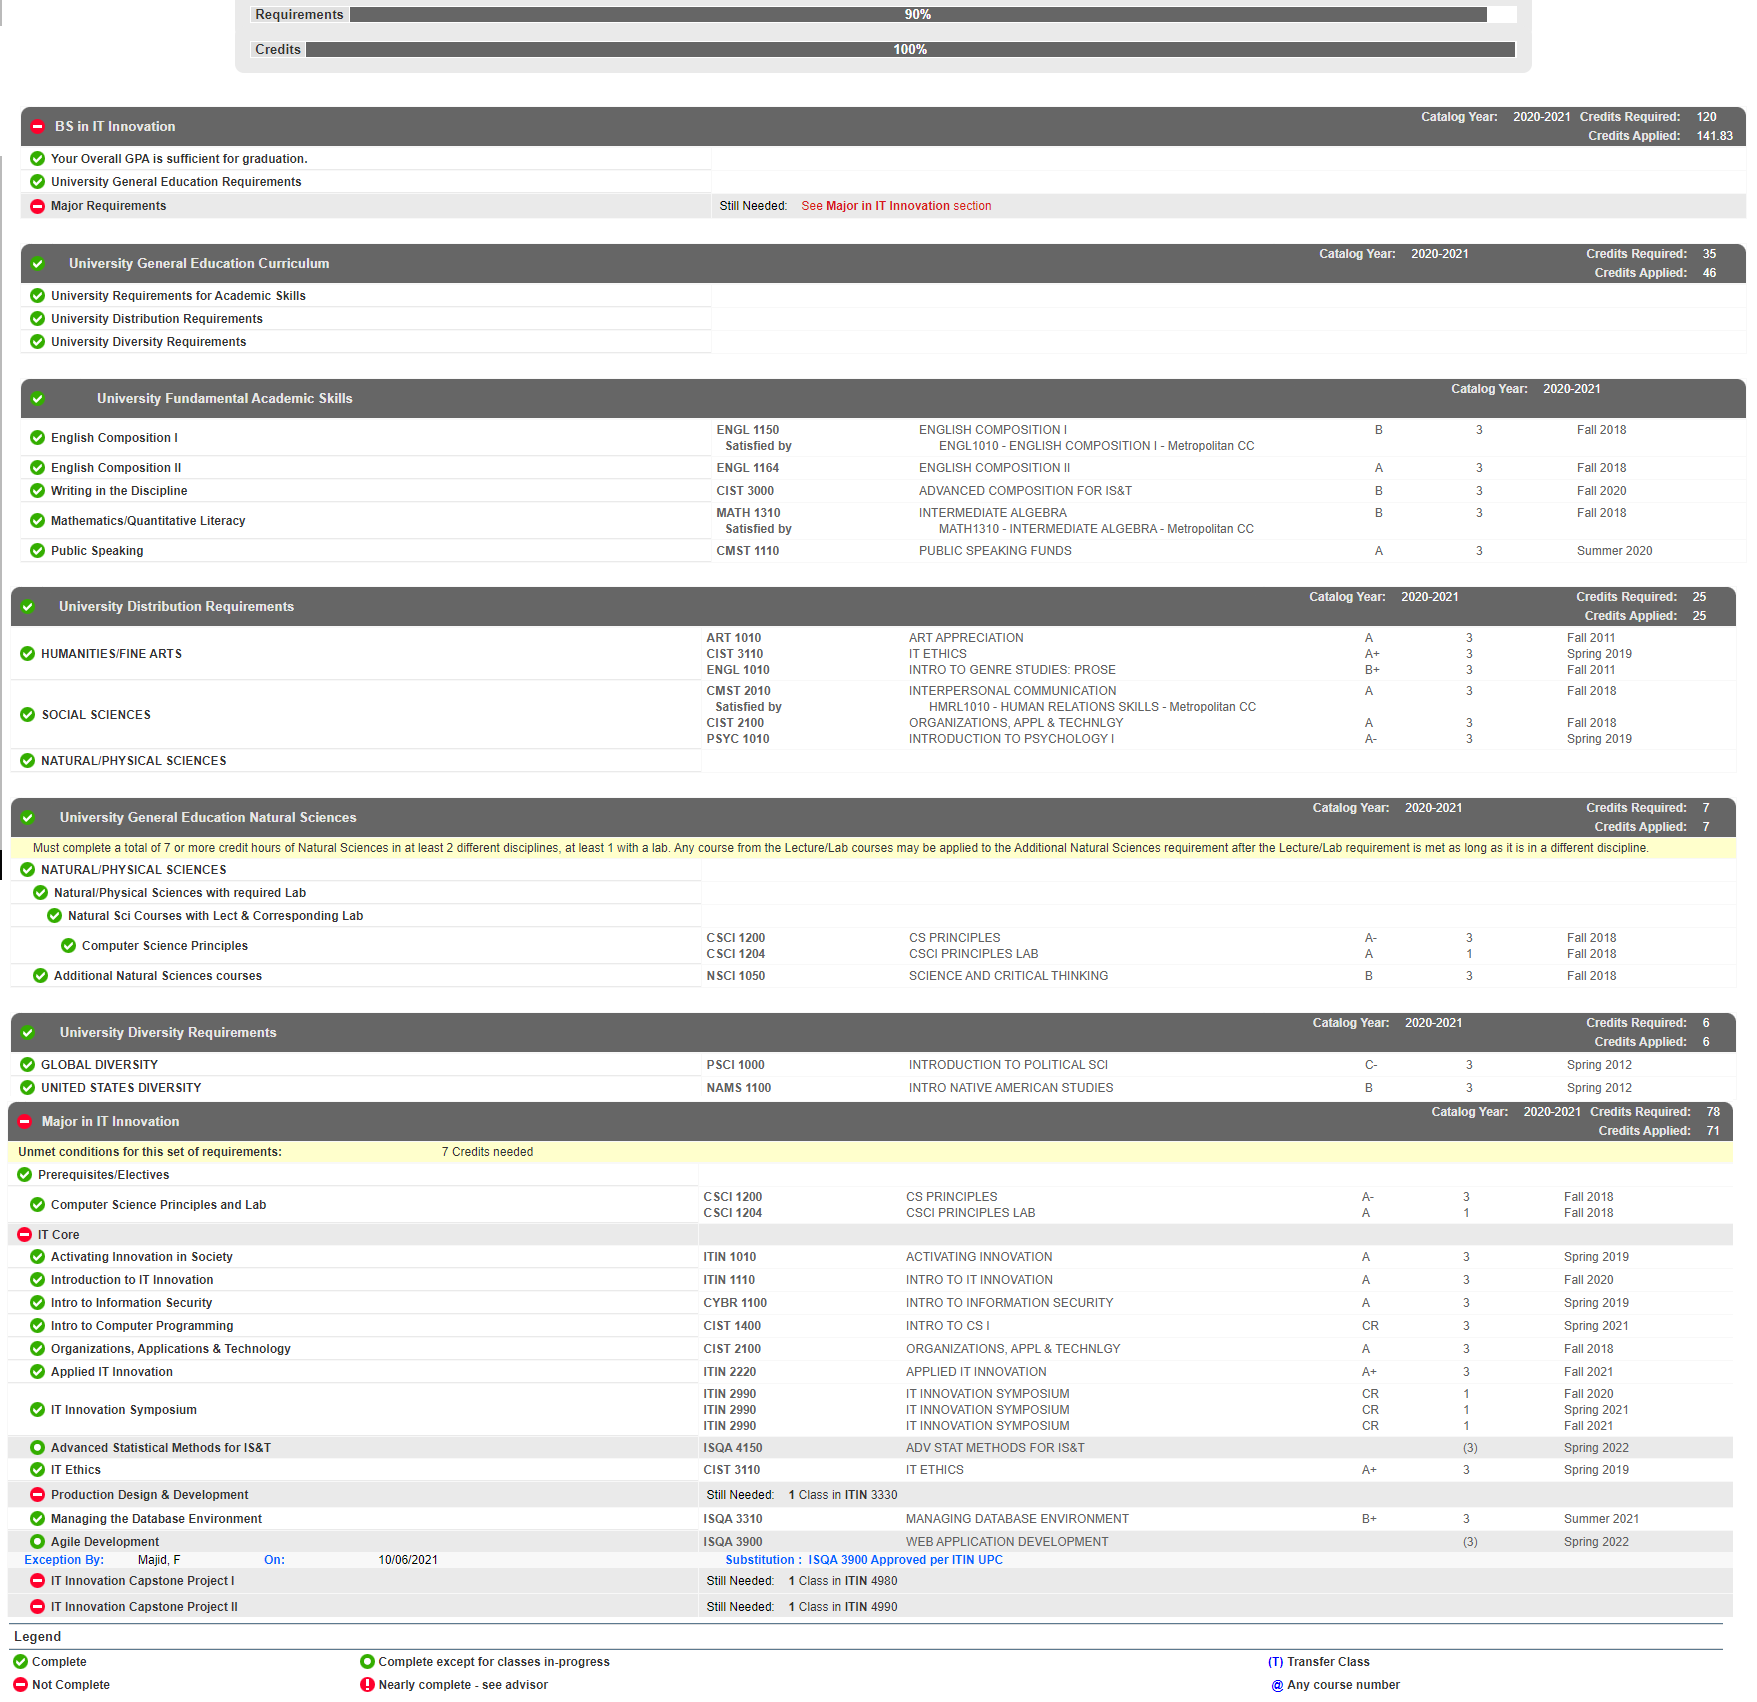 Requirements 90%
Credits 100%
BS in IT Innovation Catalog Year: 2020-2021 Credits Required: 120
Credits Applied: 141.83
Your Overall GPA is sufficient for graduation.
University General Education Requirements
Major Requirements Still Needed: See Major in IT Innovation section
University General Education Curriculum Catalog Year: 2020-2021 Credits Required: 35
Credits Applied: 46
University Requirements for Academic Skills
University Distribution Requirements
University Diversity Requirements
University Fundamental Academic Skills Catalog Year: 2020-2021
English Composition I ENGL 1150 ENGLISH COMPOSITION I B 3 Fall 2018
Satisfied by ENGL1010 - ENGLISH COMPOSITION I - Metropolitan CC
English Composition II ENGL 1164 ENGLISH COMPOSITION II A 3 Fall 2018
Writing in the Discipline CIST 3000 ADVANCED COMPOSITION FOR IS&T B 3 Fall 2020
Mathematics/Quantitative Literacy MATH 1310 INTERMEDIATE ALGEBRA B 3 Fall 2018
Satisfied by MATH1310 - INTERMEDIATE ALGEBRA - Metropolitan CC
Public Speaking CMST 1110 PUBLIC SPEAKING FUNDS A 3 Summer 2020
University Distribution Requirements Catalog Year: 2020-2021 Credits Required: 25
Credits Applied: 25
HUMANITIES/FINE ARTS ART 1010 ART APPRECIATION A 3 Fall 2011
CIST 3110 IT ETHICS A+ 3 Spring 2019
ENGL 1010 INTRO TO GENRE STUDIES: PROSE B+ 3 Fall 2011
SOCIAL SCIENCES CMST 2010 INTERPERSONAL COMMUNICATION A 3 Fall 2018
Satisfied by HMRL1010 - HUMAN RELATIONS SKILLS - Metropolitan CC
CIST 2100 ORGANIZATIONS, APPL & TECHNLGY A 3 Fall 2018
PSYC 1010 INTRODUCTION TO PSYCHOLOGY I A- 3 Spring 2019
NATURAL/PHYSICAL SCIENCES
University General Education Natural Sciences Catalog Year: 2020-2021 Credits Required: 7
Credits Applied: 7
Must complete a total of 7 or more credit hours of Natural Sciences in at least 2 different disciplines, at least 1 with a lab. Any course from the Lecture/Lab courses may be applied to the Additional Natural Sciences requirement after the Lecture/Lab requirement is met as long as it is in a different discipline.
NATURAL/PHYSICAL SCIENCES
Natural/Physical Sciences with required Lab
Natural Sci Courses with Lect & Corresponding Lab
Computer Science Principles CSCI 1200 CS PRINCIPLES A- 3 Fall 2018
CSCI 1204 CSCI PRINCIPLES LAB A 1 Fall 2018
Additional Natural Sciences courses NSCI 1050 SCIENCE AND CRITICAL THINKING B 3 Fall 2018
University Diversity Requirements Catalog Year: 2020-2021 Credits Required: 6
Credits Applied: 6
GLOBAL DIVERSITY PSCI 1000 INTRODUCTION TO POLITICAL SCI C- 3 Spring 2012
UNITED STATES DIVERSITY NAMS 1100 INTRO NATIVE AMERICAN STUDIES B 3 Spring 2012
Major in IT Innovation Catalog Year: 2020-2021 Credits Required: 78
Credits Applied: 71
Unmet conditions for this set of requirements: 7 Credits needed
Prerequisites/Electives
Computer Science Principles and Lab CSCI 1200 CS PRINCIPLES A- 3 Fall 2018
CSCI 1204 CSCI PRINCIPLES LAB A 1 Fall 2018
IT Core
Activating Innovation in Society ITIN 1010 ACTIVATING INNOVATION A 3 Spring 2019
Introduction to IT Innovation ITIN 1110 INTRO TO IT INNOVATION A 3 Fall 2020
Intro to Information Security CYBR 1100 INTRO TO INFORMATION SECURITY A 3 Spring 2019
Intro to Computer Programming CIST 1400 INTRO TO CS I CR 3 Spring 2021
Organizations, Applications & Technology CIST 2100 ORGANIZATIONS, APPL & TECHNLGY A 3 Fall 2018
Applied IT Innovation ITIN 2220 APPLIED IT INNOVATION A+ 3 Fall 2021
IT Innovation Symposium ITIN 2990 IT INNOVATION SYMPOSIUM CR 1 Fall 2020
ITIN 2990 IT INNOVATION SYMPOSIUM CR 1 Spring 2021
ITIN 2990 IT INNOVATION SYMPOSIUM CR 1 Fall 2021
Advanced Statistical Methods for IS&T ISQA 4150 ADV STAT METHODS FOR IS&T (3) Spring 2022
IT Ethics CIST 3110 IT ETHICS A+ 3 Spring 2019
Production Design & Development Still Needed: 1 Class in ITIN 3330
Managing the Database Environment ISQA 3310 MANAGING DATABASE ENVIRONMENT B+ 3 Summer 2021
Agile Development ISQA 3900 WEB APPLICATION DEVELOPMENT (3) Spring 2022
Exception By: Majid, F On: 10/06/2021 Substitution : ISQA 3900 Approved per ITIN UPC
IT Innovation Capstone Project I Still Needed: 1 Class in ITIN 4980
IT Innovation Capstone Project II Still Needed: 1 Class in ITIN 4990
Legend
Complete Complete except for classes in-progress (T) Transfer Class
Not Complete Nearly complete - see advisor @ Any course number